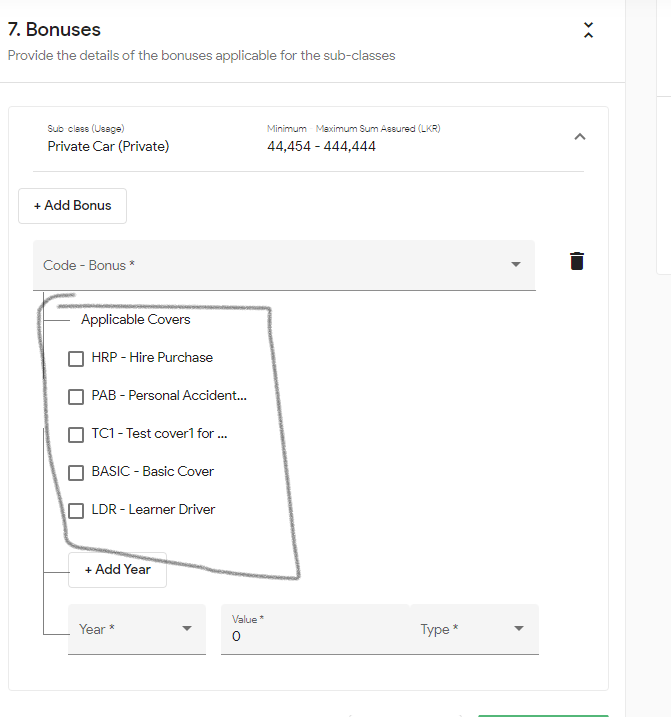 7. Bonuses
Provide the details of the bonuses applicable for the sub-classes
Sub class (Usage)
Minimum - Maximum Sum Assured (LKR)
Private Car (Private)
44,454 - 444,444
+ Add Bonus
Code - Bonus *
Applicable Covers
HRP - Hire Purchase
PAB - Personal Accident...
TC1 - Test cover1 for ...
BASIC - Basic Cover
LDR - Learner Driver
+ Add Year
Year *
Value *
0
Type *